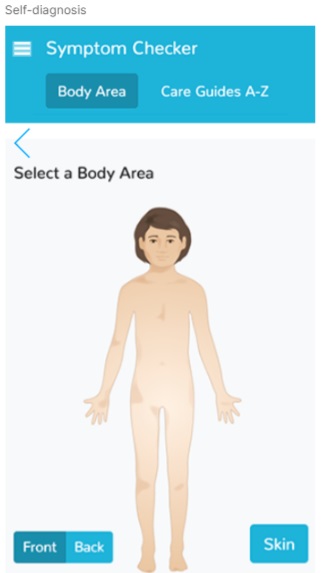 Self-diagnosis
Symptom Checker
Body Area
Care Guides A-Z
Select a Body Area
Front
Back
Skin